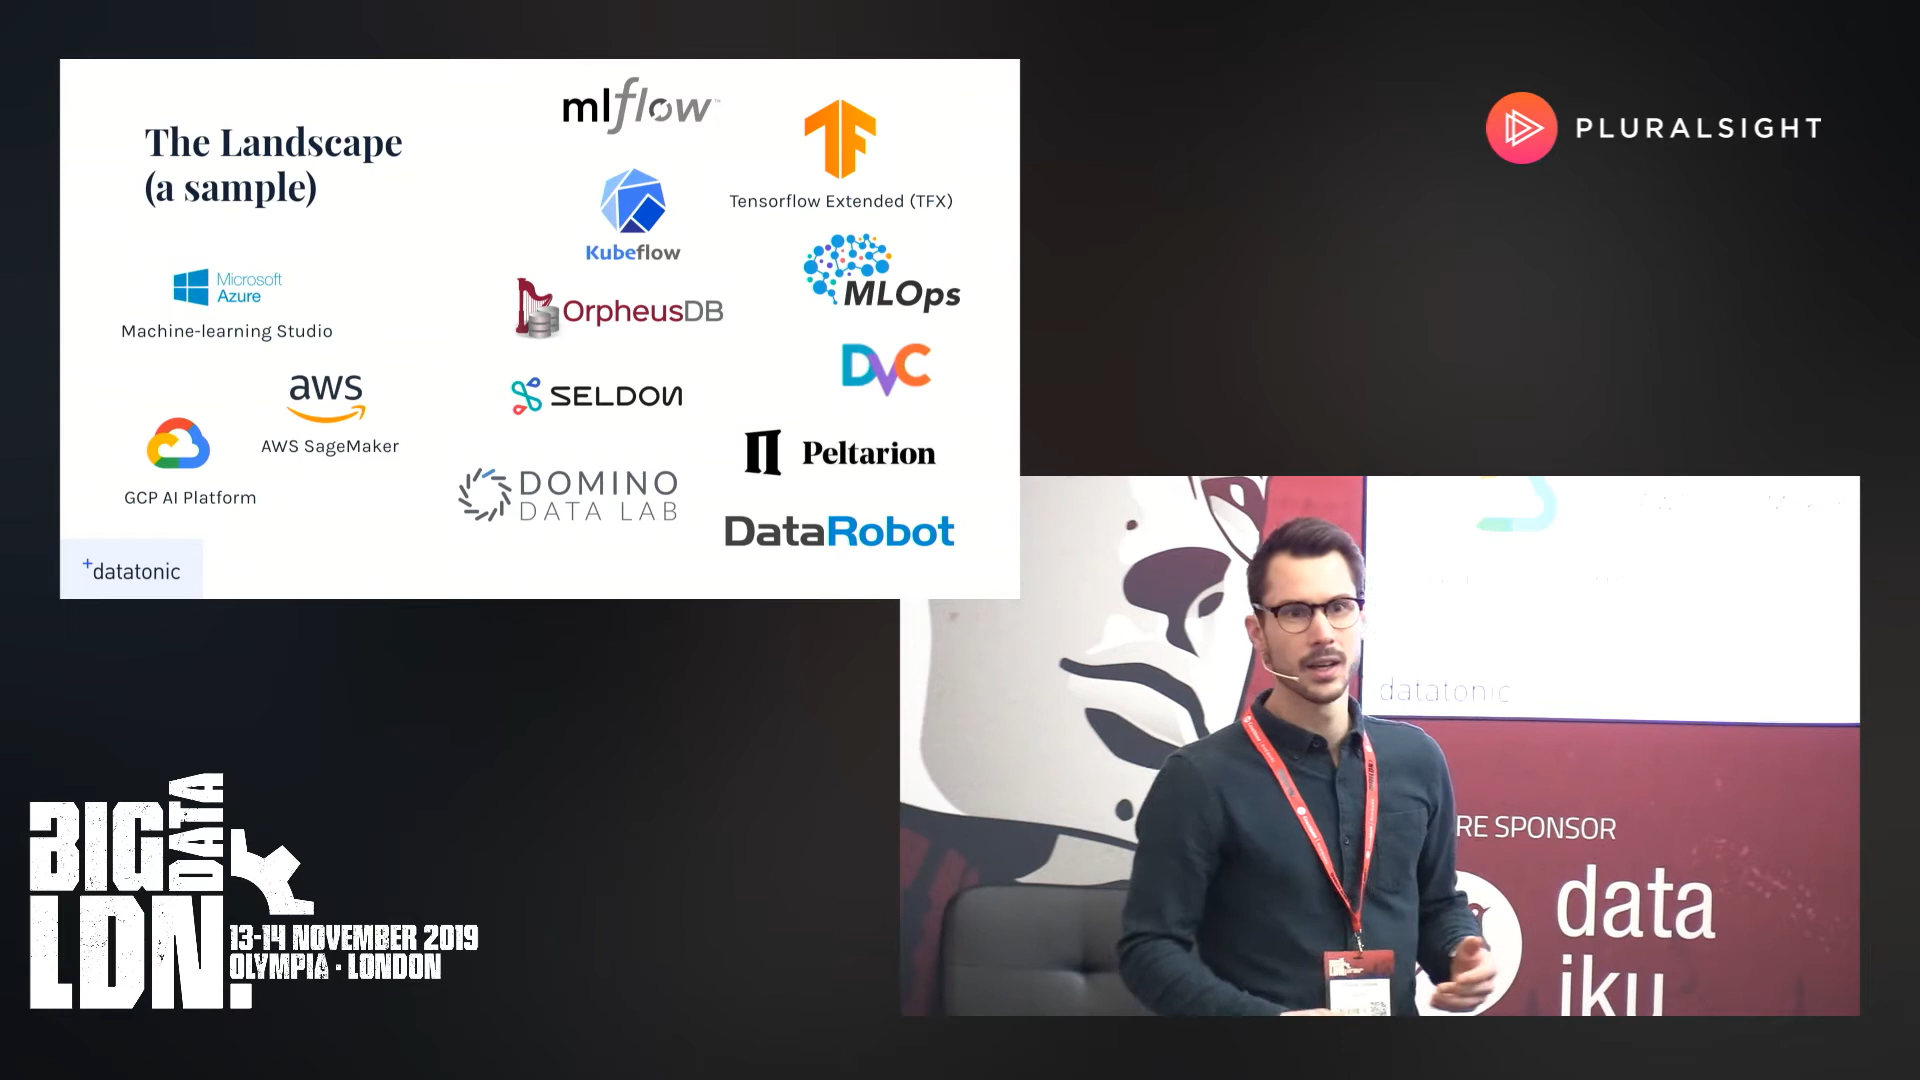 The Landscape
(a sample)
mlflow™
Tensorflow Extended (TFX)
Kubeflow
Microsoft
Azure
Machine-learning Studio
OrpheusDB
MLOps
aws
AWS SageMaker
SELDON
DVC
GCP AI Platform
Peltarion
DOMINO
DATA LAB
DataRobot
+datatonic
PLURALSIGHT
datatonic
RE SPONSOR
data
iku
BIG
DATA
LDN.
13-14 NOVEMBER 2019
OLYMPIA · LONDON